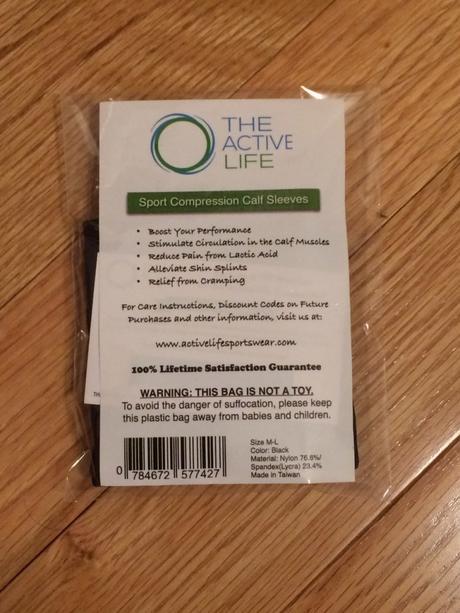 THE
ACTIVE
LIFE
Sport Compression Calf Sleeves
• Boost Your Performance
• Stimulate Circulation in the Calf Muscles
• Reduce Pain from Lactic Acid
• Alleviate Shin Splints
• Relief from Cramping
For Care Instructions, Discount Codes on Future
Purchases and other information, visit us at:
www.activelifesportswear.com
100% Lifetime Satisfaction Guarantee
WARNING: THIS BAG IS NOT A TOY.
To avoid the danger of suffocation, please keep
this plastic bag away from babies and children.
Size M-L
Color: Black
Material: Nylon 76.6%/
Spandex(Lycra) 23.4%
Made in Taiwan
0 784672 577427